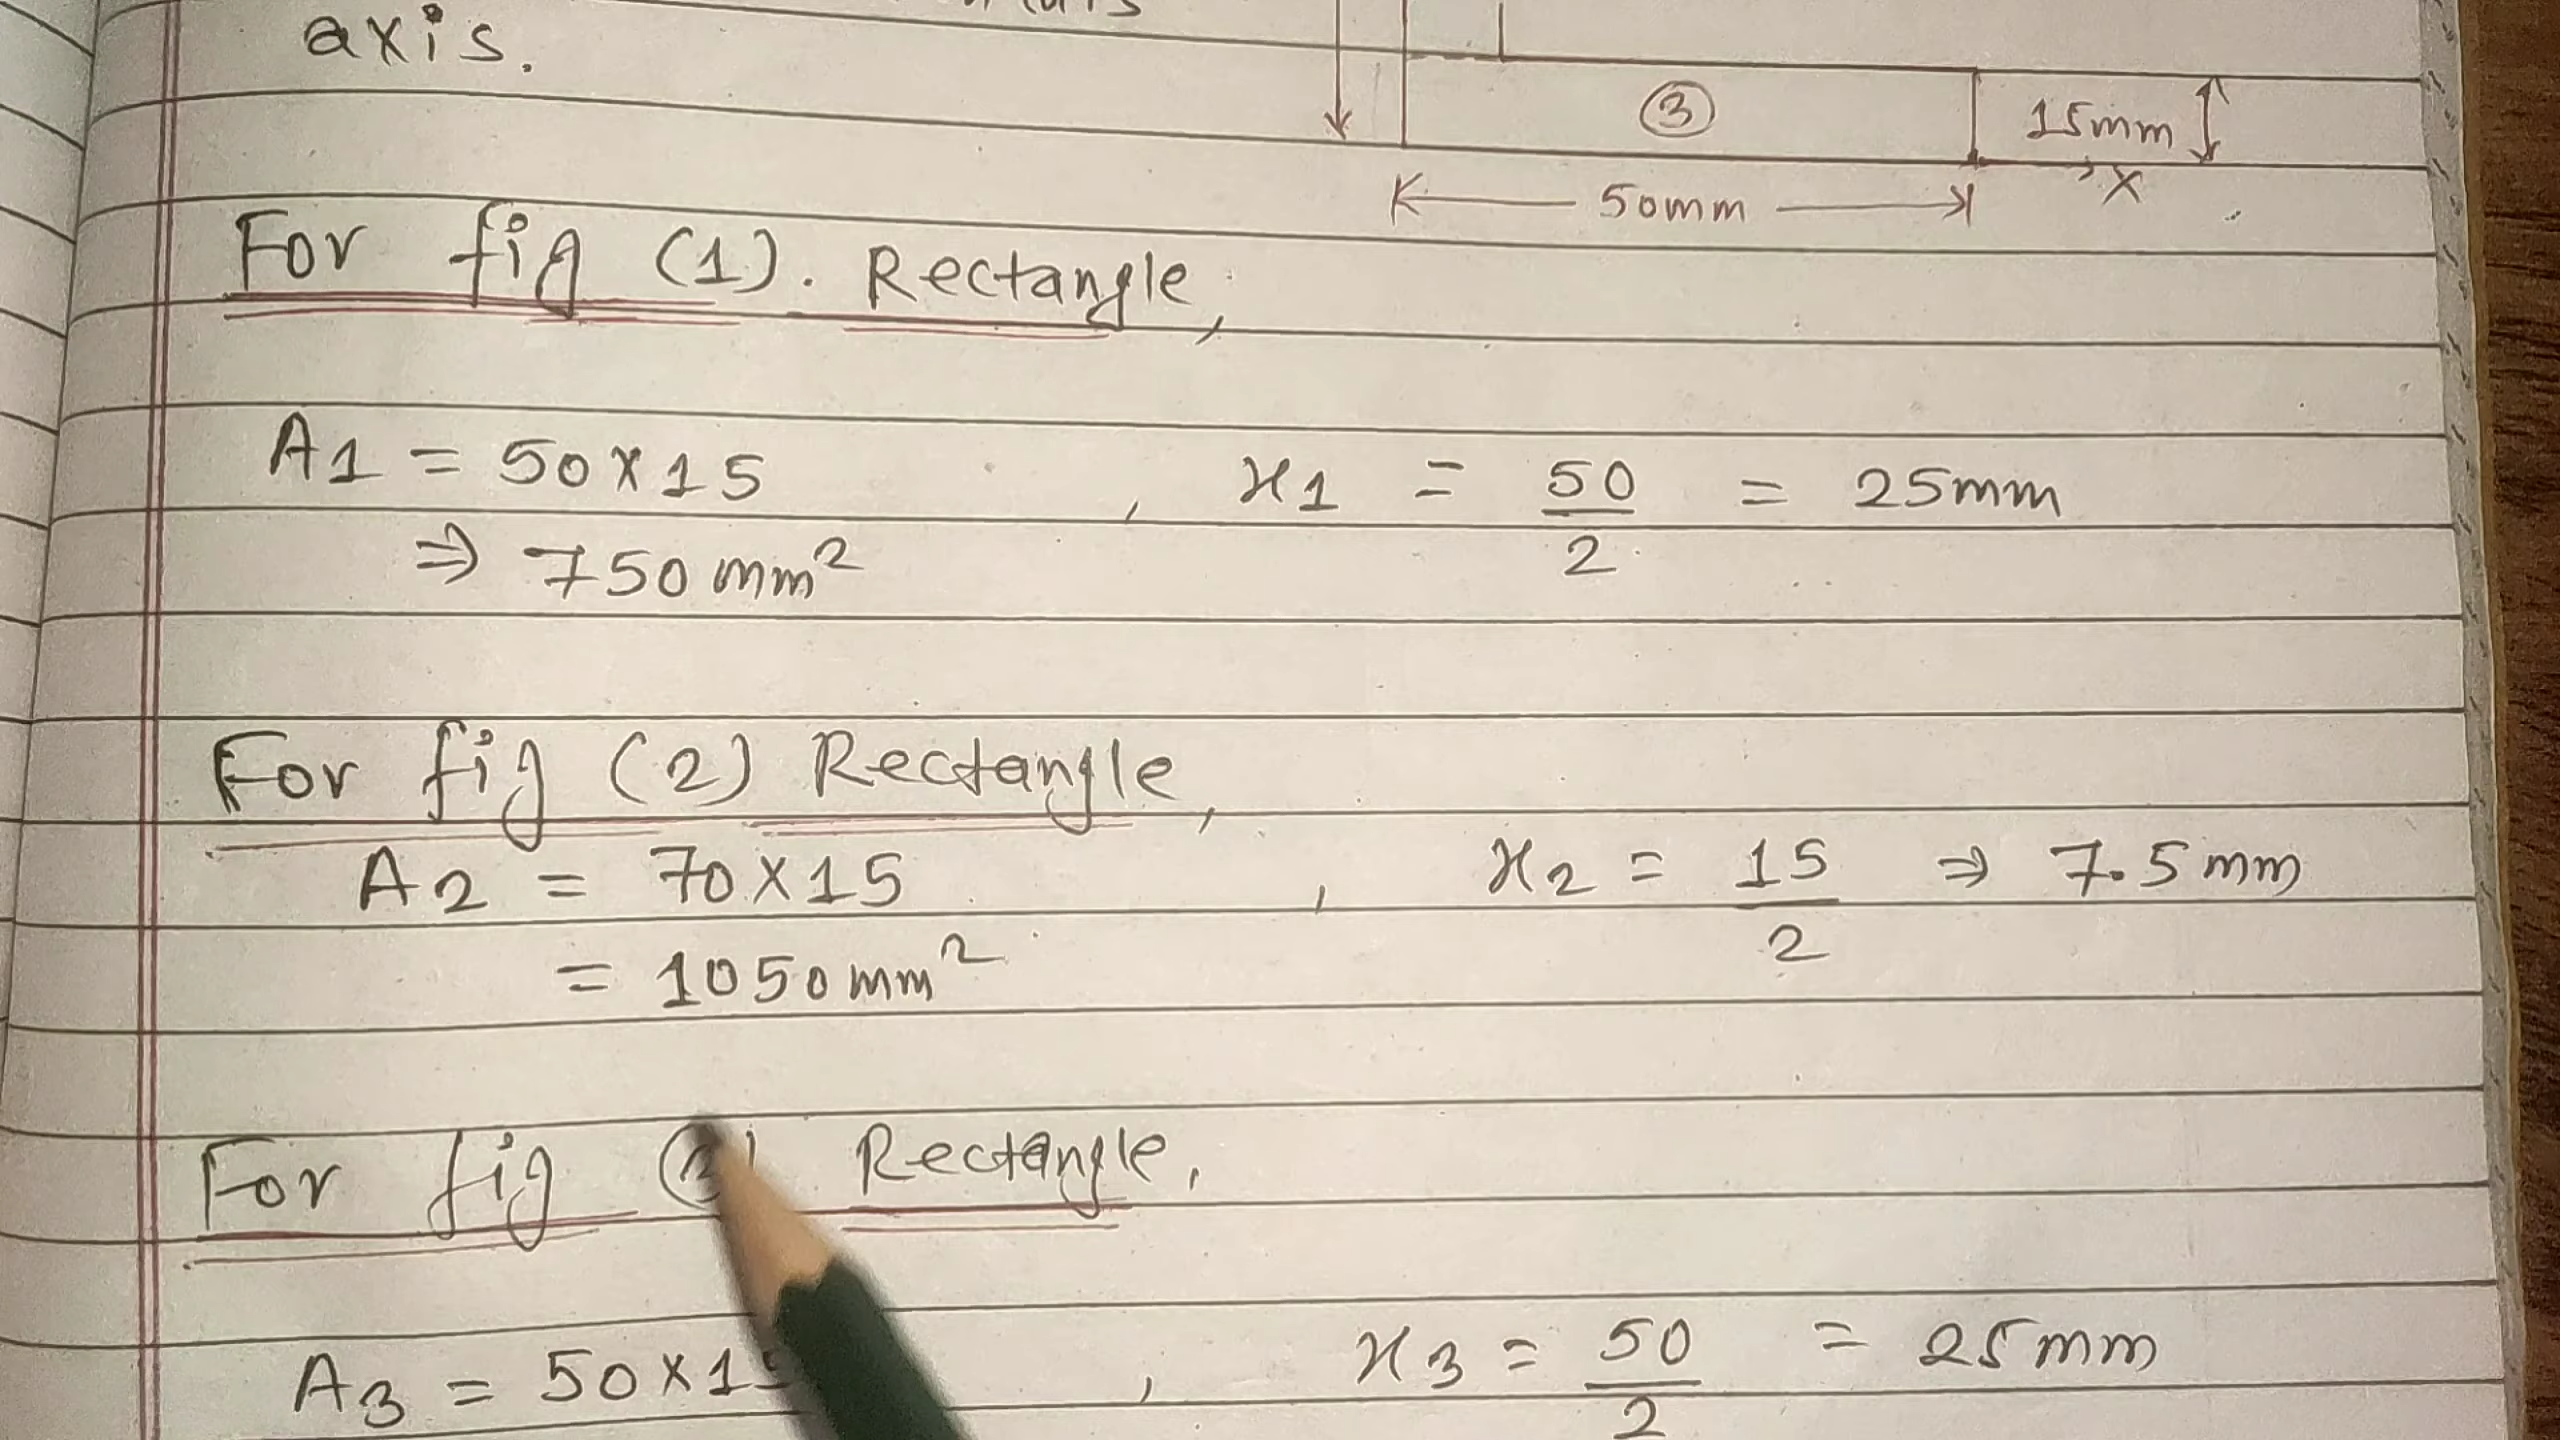 axis.
3
15mm
X
50mm
For fig (1). Rectangle,
A1 = 50 x 15 , x1 = 50/2 = 25mm
⇒ 750 mm²
For fig (2) Rectangle,
A2 = 70 x 15 , x2 = 15/2 ⇒ 7.5 mm
= 1050 mm²
For fig (3) Rectangle,
A3 = 50 x 15 , x3 = 50/2 = 25mm